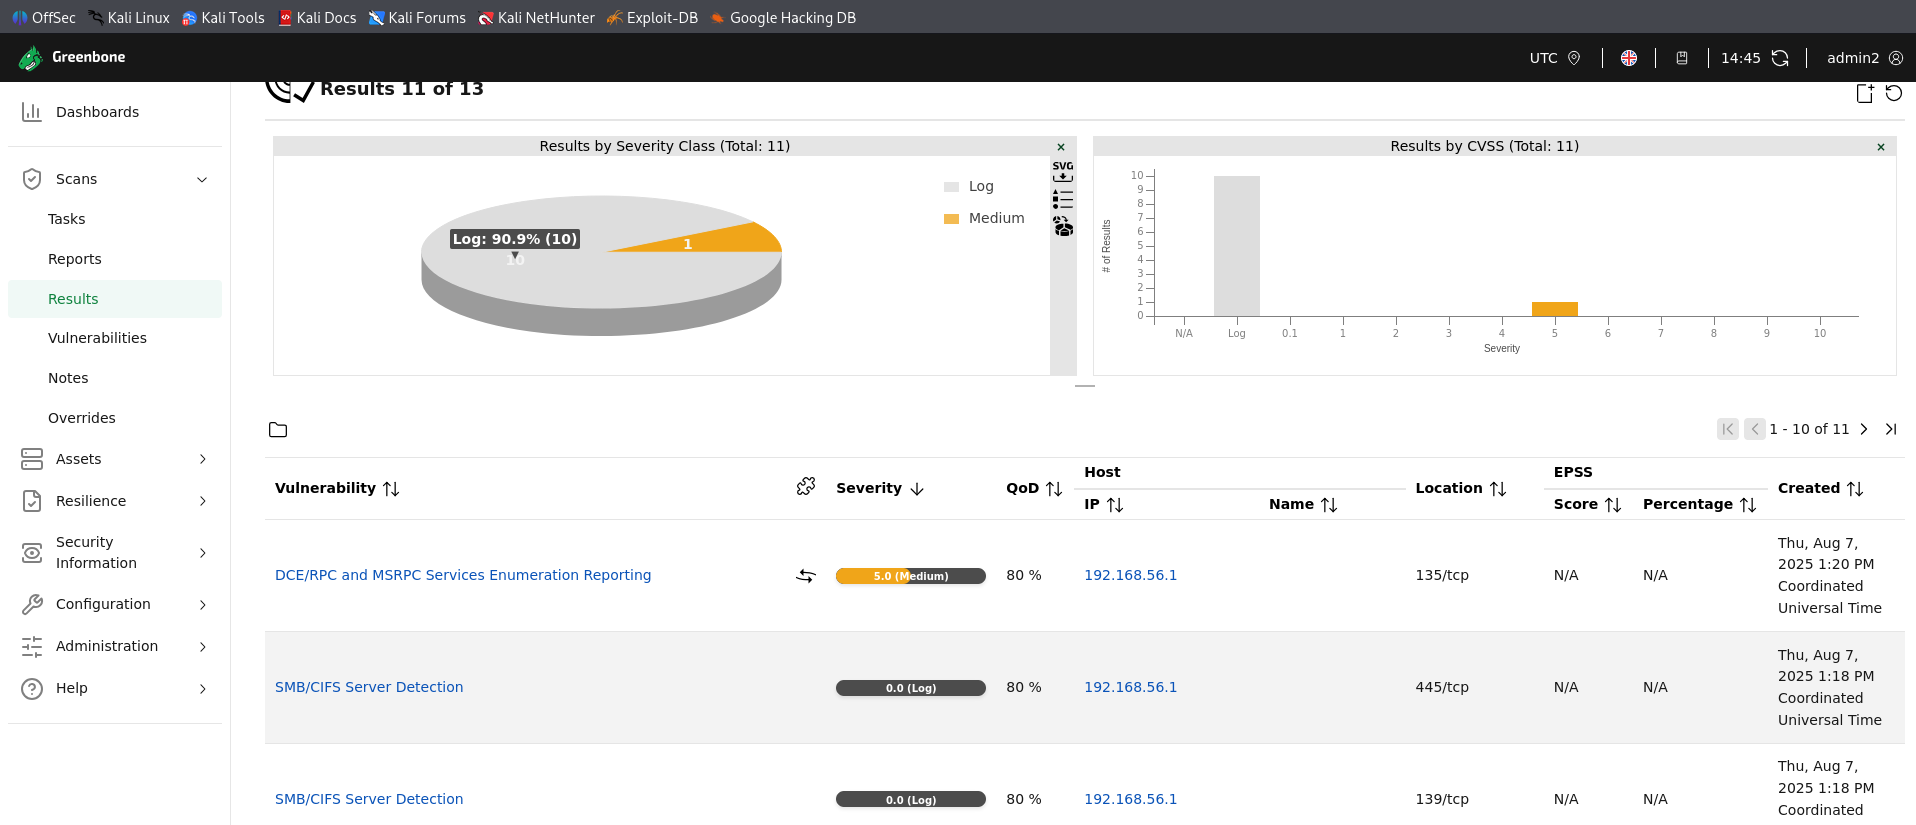 OffSec Kali Linux Kali Tools Kali Docs Kali Forums Kali NetHunter Exploit-DB Google Hacking DB
Greenbone
UTC 14:45 admin2
Dashboards
Scans
Tasks
Reports
Results
Vulnerabilities
Notes
Overrides
Assets
Resilience
Security
Information
Configuration
Administration
Help
Results 11 of 13
Results by Severity Class (Total: 11) ×
SVG
Log
Medium
Log: 90.9% (10)
10
1
Results by CVSS (Total: 11) ×
# of Results
10
9
8
7
6
5
4
3
2
1
0
N/A Log 0.1 1 2 3 4 5 6 7 8 9 10
Severity
1 - 10 of 11
Vulnerability Severity QoD Host Location EPSS Created
IP Name Score Percentage
DCE/RPC and MSRPC Services Enumeration Reporting 5.0 (Medium) 80 % 192.168.56.1 135/tcp N/A N/A
Thu, Aug 7,
2025 1:20 PM
Coordinated
Universal Time
SMB/CIFS Server Detection 0.0 (Log) 80 % 192.168.56.1 445/tcp N/A N/A
Thu, Aug 7,
2025 1:18 PM
Coordinated
Universal Time
SMB/CIFS Server Detection 0.0 (Log) 80 % 192.168.56.1 139/tcp N/A N/A
Thu, Aug 7,
2025 1:18 PM
Coordinated